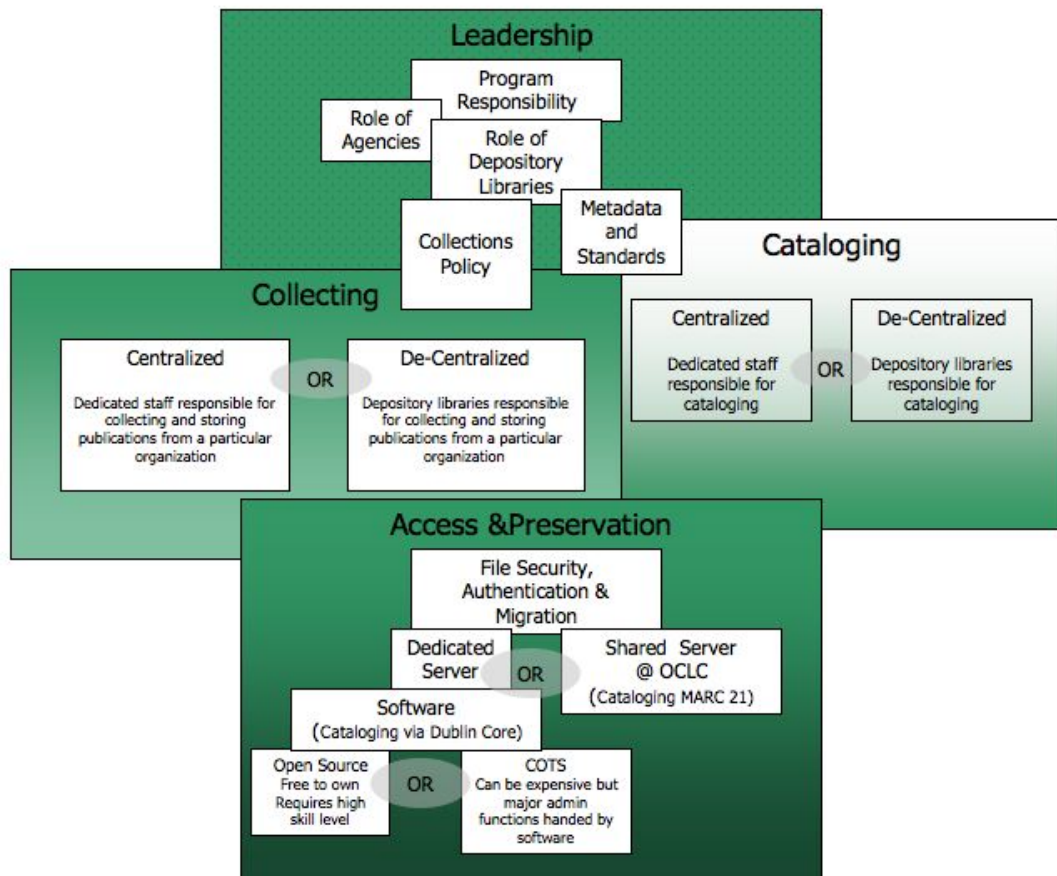 Leadership
Program
Responsibility
Role of
Agencies
Role of
Depository
Libraries
Metadata
and
Standards
Collections
Policy
Collecting
Centralized
Dedicated staff responsible for
collecting and storing
publications from a particular
organization
OR
De-Centralized
Depository libraries responsible
for collecting and storing
publications from a particular
organization
Cataloging
Centralized
Dedicated staff
responsible for
cataloging
OR
De-Centralized
Depository libraries
responsible for
cataloging
Access &Preservation
File Security,
Authentication &
Migration
Dedicated
Server
OR
Shared Server
@ OCLC
(Cataloging MARC 21)
Software
(Cataloging via Dublin Core)
Open Source
Free to own
Requires high
skill level
OR
COTS
Can be expensive but
major admin
functions handed by
software